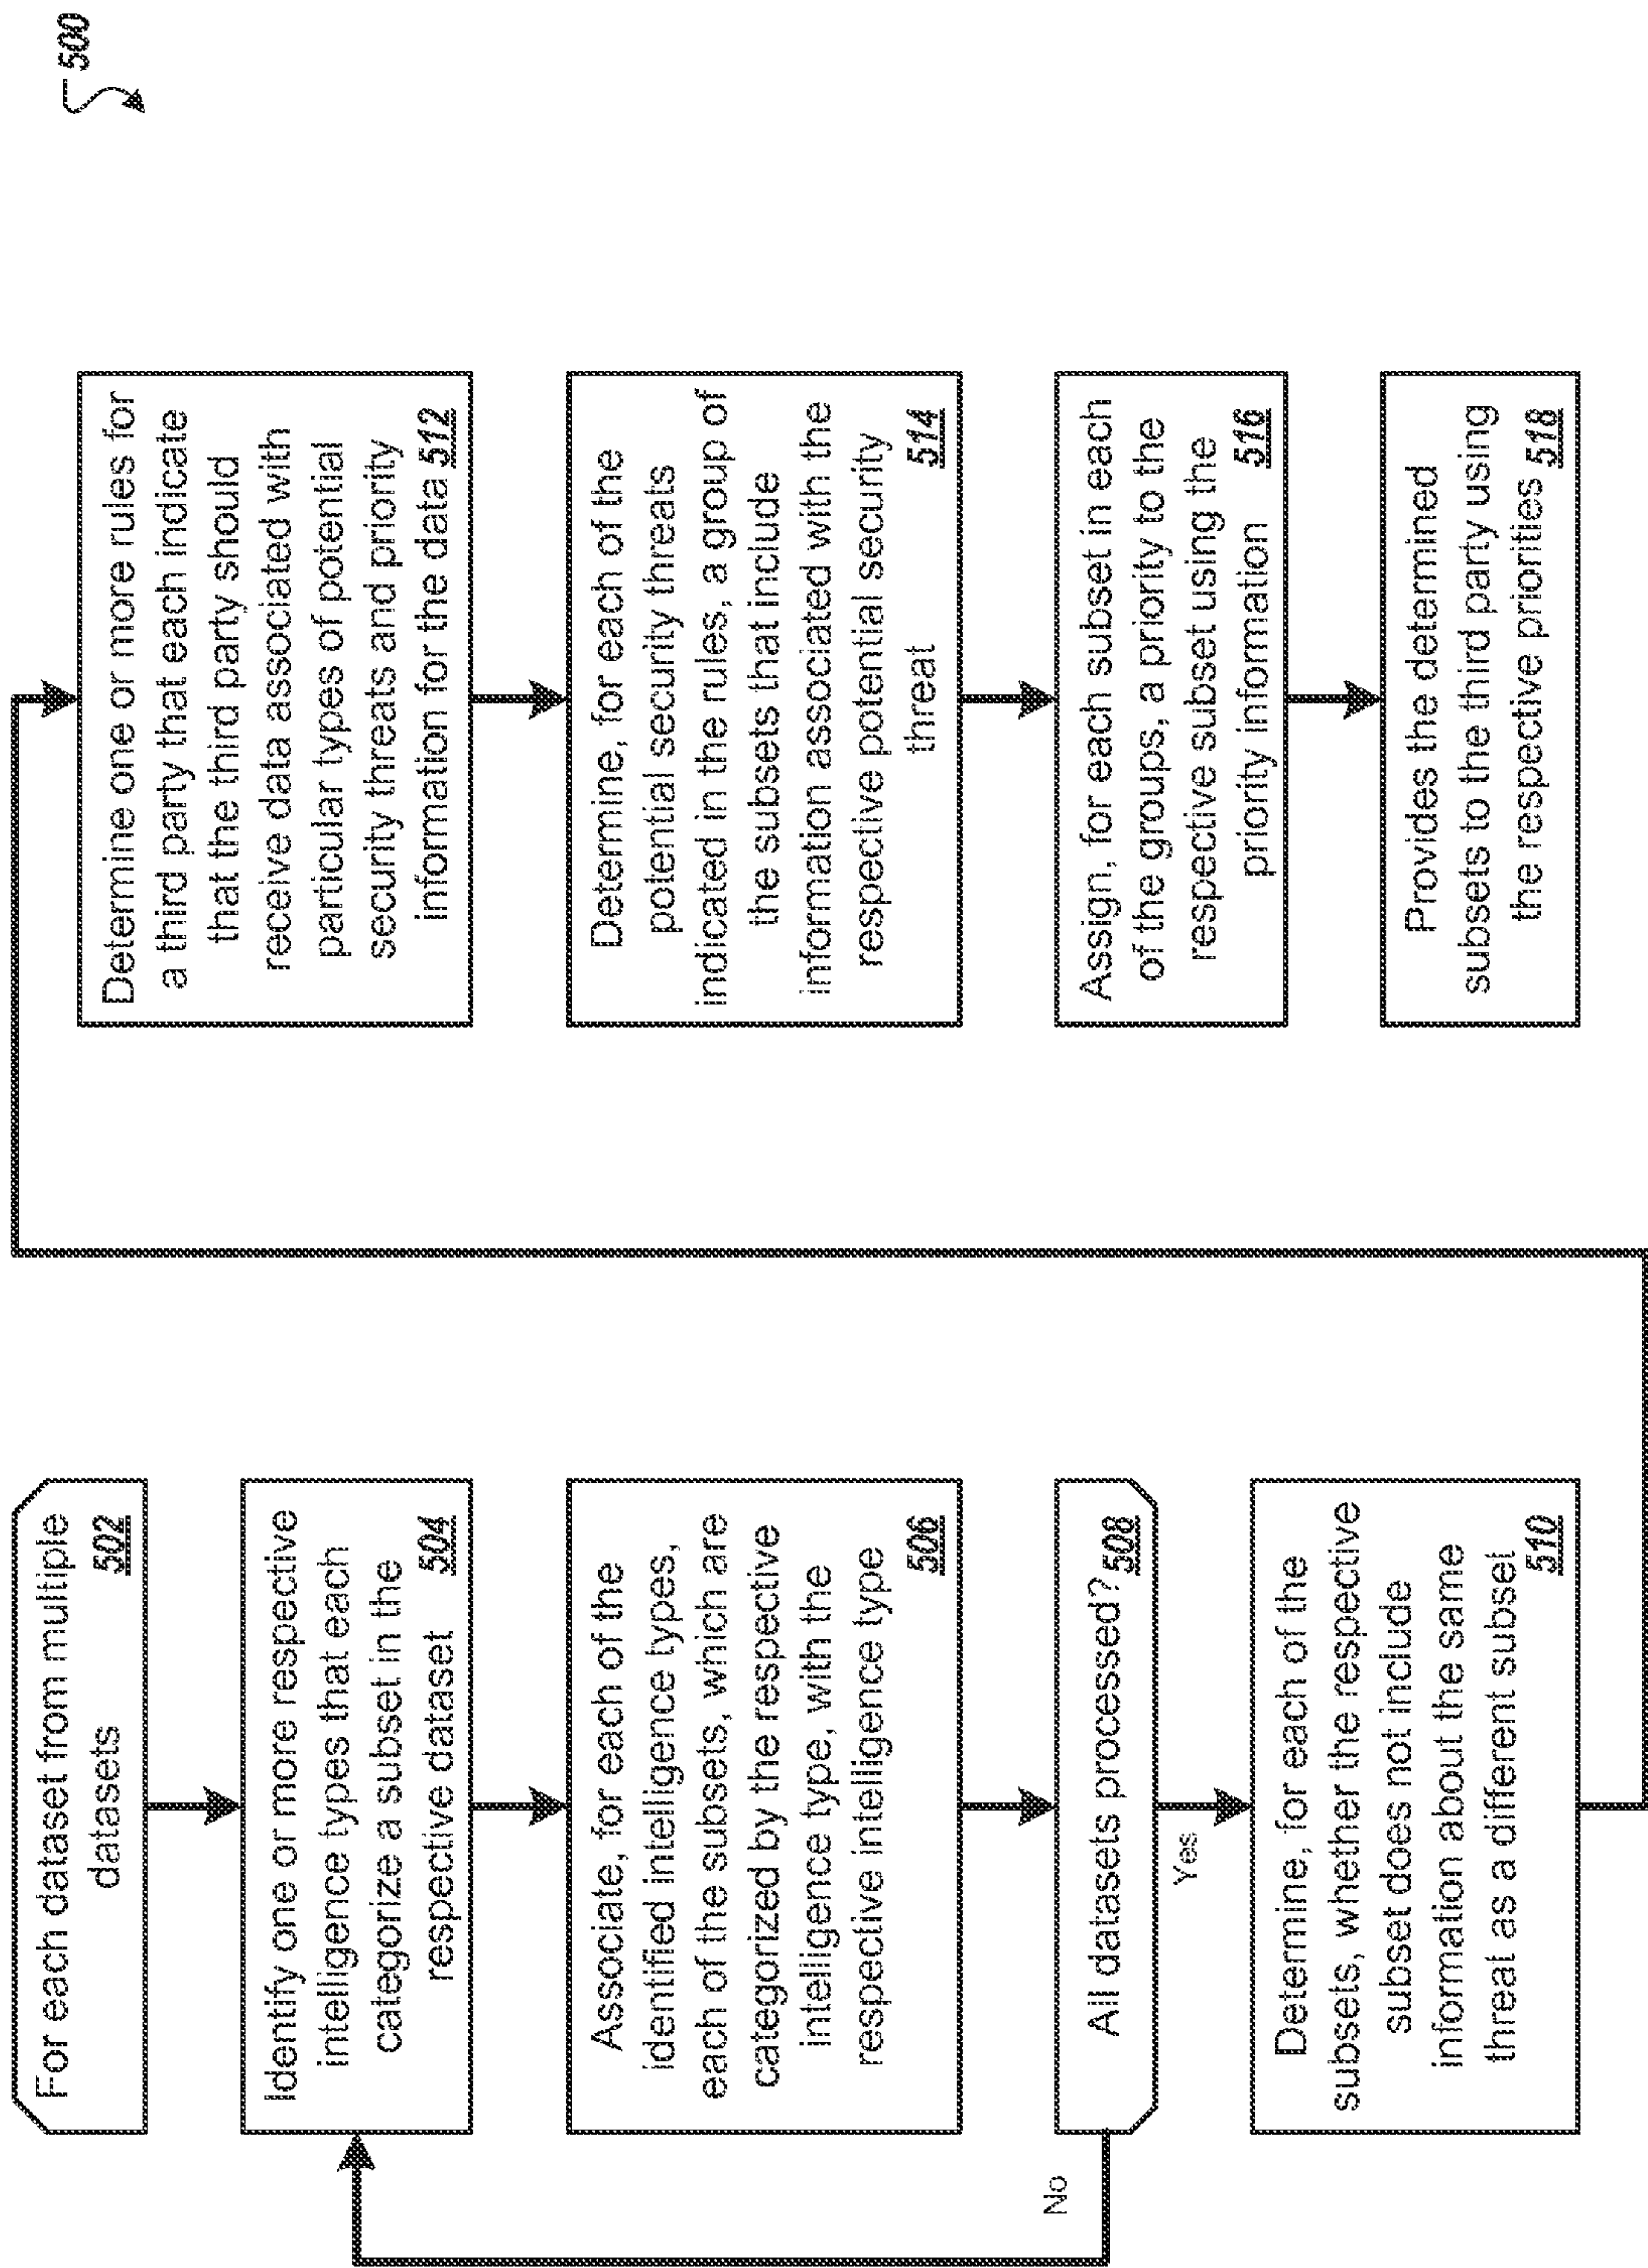 500
For each dataset from multiple
datasets 502
Identify one or more respective
intelligence types that each
categorize a subset in the
respective dataset 504
Associate, for each of the
identified intelligence types,
each of the subsets, which are
categorized by the respective
intelligence type, with the
respective intelligence type
506
All datasets processed? 508
No
Yes
Determine, for each of the
subsets, whether the respective
subset does not include
information about the same
threat as a different subset
510
Determine one or more rules for
a third party that each indicate
that the third party should
receive data associated with
particular types of potential
security threats and priority
information for the data 512
Determine, for each of the
potential security threats
indicated in the rules, a group of
the subsets that include
information associated with the
respective potential security
threat 514
Assign, for each subset in each
of the groups, a priority to the
respective subset using the
priority information 516
Provides the determined
subsets to the third party using
the respective priorities 518